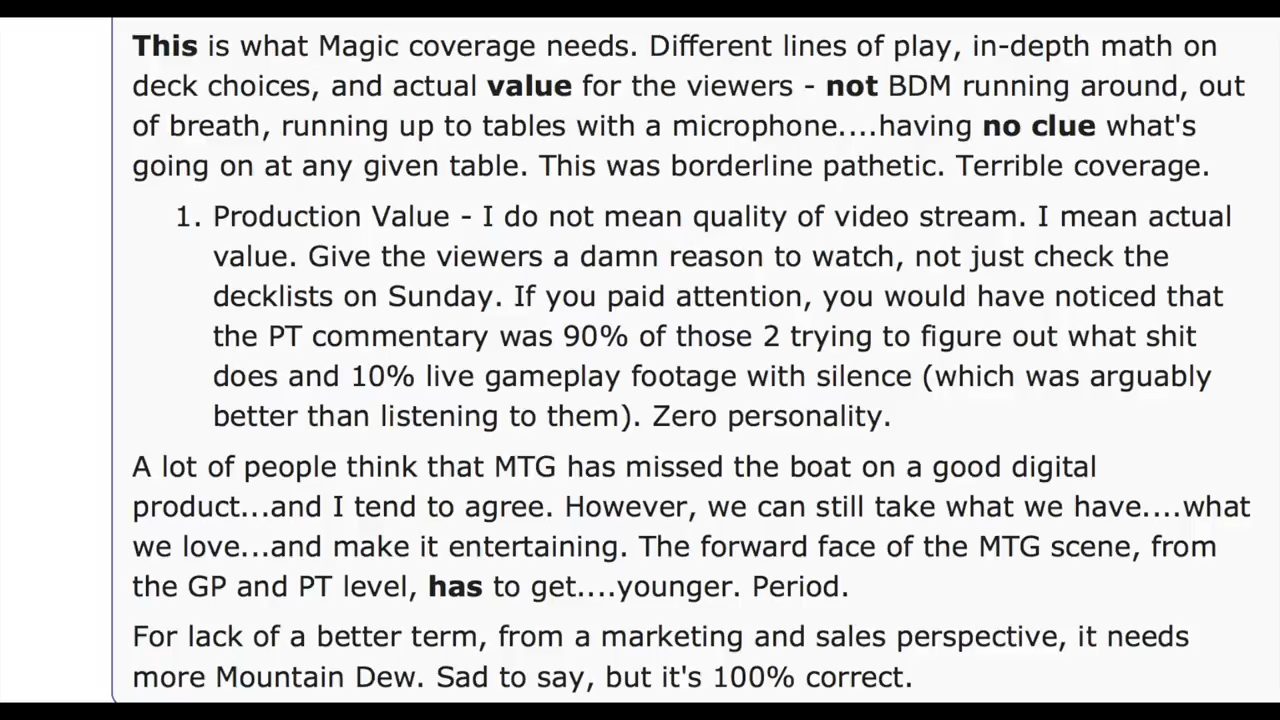 This is what Magic coverage needs. Different lines of play, in-depth math on
deck choices, and actual value for the viewers - not BDM running around, out
of breath, running up to tables with a microphone....having no clue what's
going on at any given table. This was borderline pathetic. Terrible coverage.
1. Production Value - I do not mean quality of video stream. I mean actual
value. Give the viewers a damn reason to watch, not just check the
decklists on Sunday. If you paid attention, you would have noticed that
the PT commentary was 90% of those 2 trying to figure out what shit
does and 10% live gameplay footage with silence (which was arguably
better than listening to them). Zero personality.
A lot of people think that MTG has missed the boat on a good digital
product...and I tend to agree. However, we can still take what we have....what
we love...and make it entertaining. The forward face of the MTG scene, from
the GP and PT level, has to get....younger. Period.
For lack of a better term, from a marketing and sales perspective, it needs
more Mountain Dew. Sad to say, but it's 100% correct.